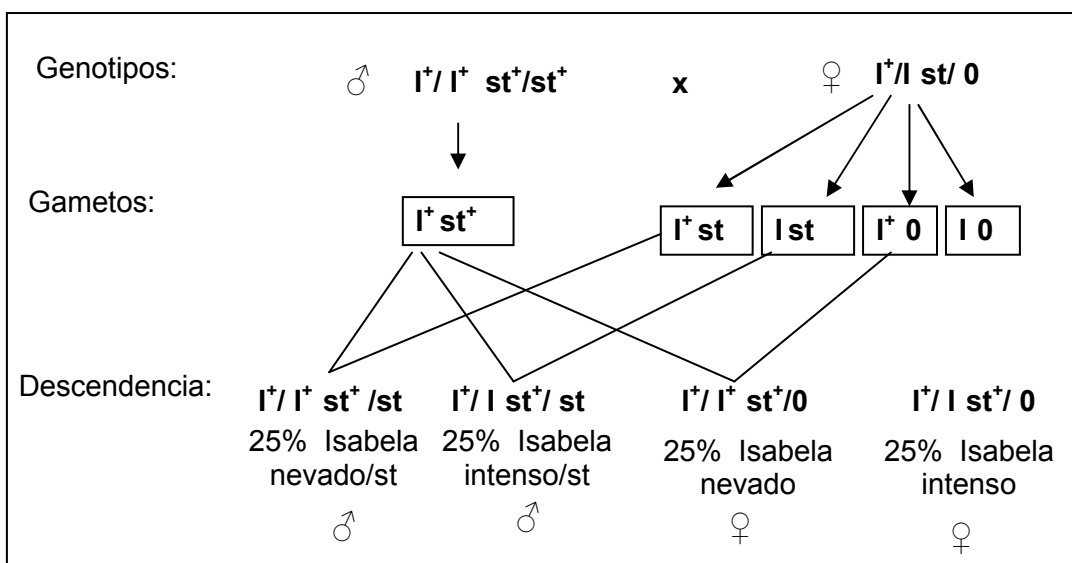 Genotipos: ♂ I⁺/ I⁺ st⁺/st⁺ x ♀ I⁺/I st/ 0
Gametos: I⁺ st⁺ I⁺ st I st I⁺ 0 I 0
Descendencia: I⁺/ I⁺ st⁺ /st I⁺/ I st⁺/ st I⁺/ I⁺ st⁺/0 I⁺/ I st⁺/ 0
25% Isabela nevado/st 25% Isabela intenso/st 25% Isabela nevado 25% Isabela intenso
♂ ♂ ♀ ♀